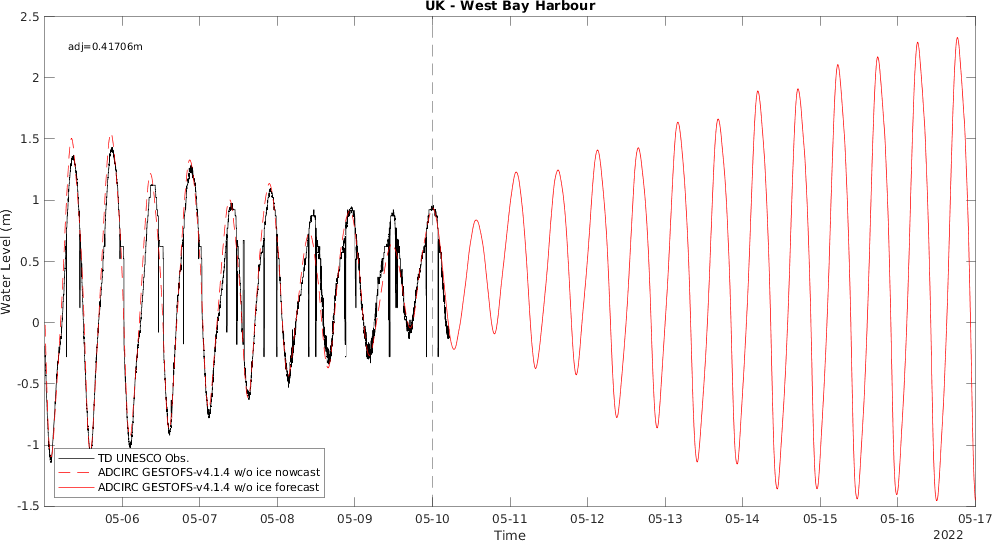 UK - West Bay Harbour
2.5
2
1.5
1
0.5
0
-0.5
-1
-1.5
Water Level (m)
adj=0.41706m
TD UNESCO Obs.
ADCIRC GESTOFS-v4.1.4 w/o ice nowcast
ADCIRC GESTOFS-v4.1.4 w/o ice forecast
05-06 05-07 05-08 05-09 05-10 05-11 05-12 05-13 05-14 05-15 05-16 05-17
Time
2022